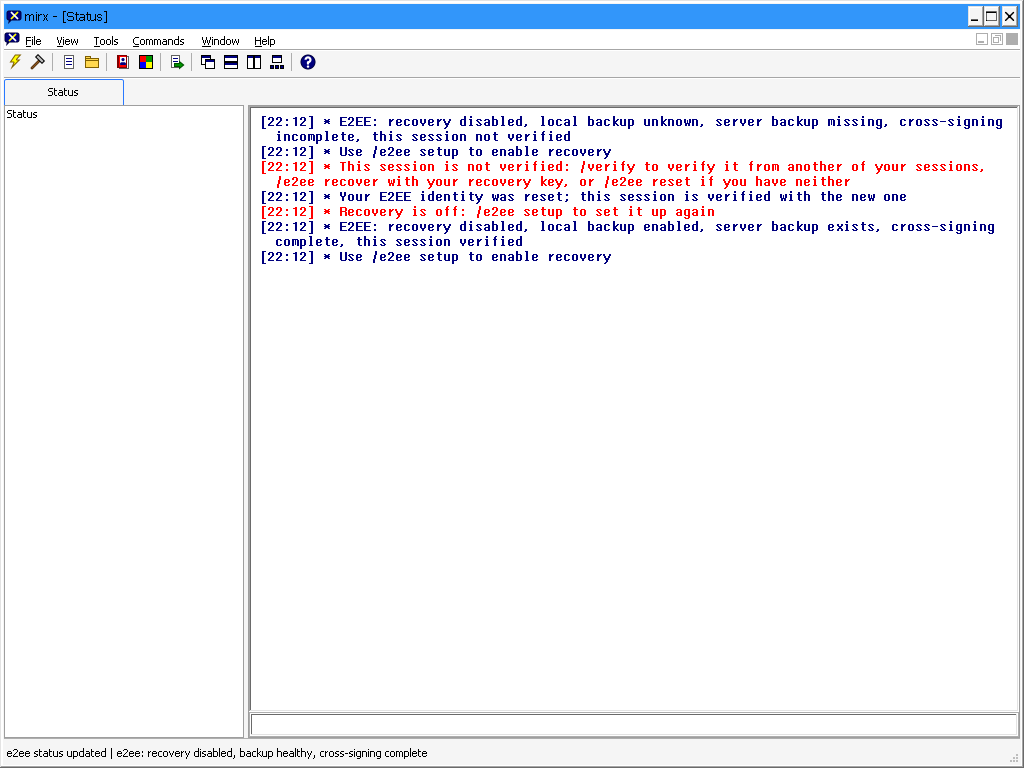 mirx - [Status]
File View Tools Commands Window Help
Status
Status
[22:12] * E2EE: recovery disabled, local backup unknown, server backup missing, cross-signing
incomplete, this session not verified
[22:12] * Use /e2ee setup to enable recovery
[22:12] * This session is not verified: /verify to verify it from another of your sessions,
/e2ee recover with your recovery key, or /e2ee reset if you have neither
[22:12] * Your E2EE identity was reset; this session is verified with the new one
[22:12] * Recovery is off: /e2ee setup to set it up again
[22:12] * E2EE: recovery disabled, local backup enabled, server backup exists, cross-signing
complete, this session verified
[22:12] * Use /e2ee setup to enable recovery
e2ee status updated | e2ee: recovery disabled, backup healthy, cross-signing complete